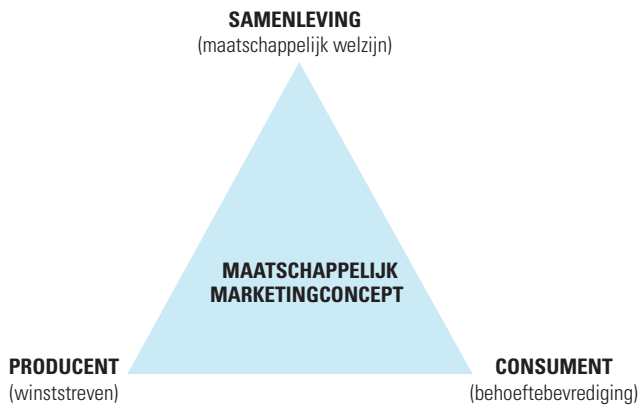 SAMENLEVING
(maatschappelijk welzijn)
MAATSCHAPPELIJK
MARKETINGCONCEPT
PRODUCENT
(winststreven)
CONSUMENT
(behoeftebevrediging)